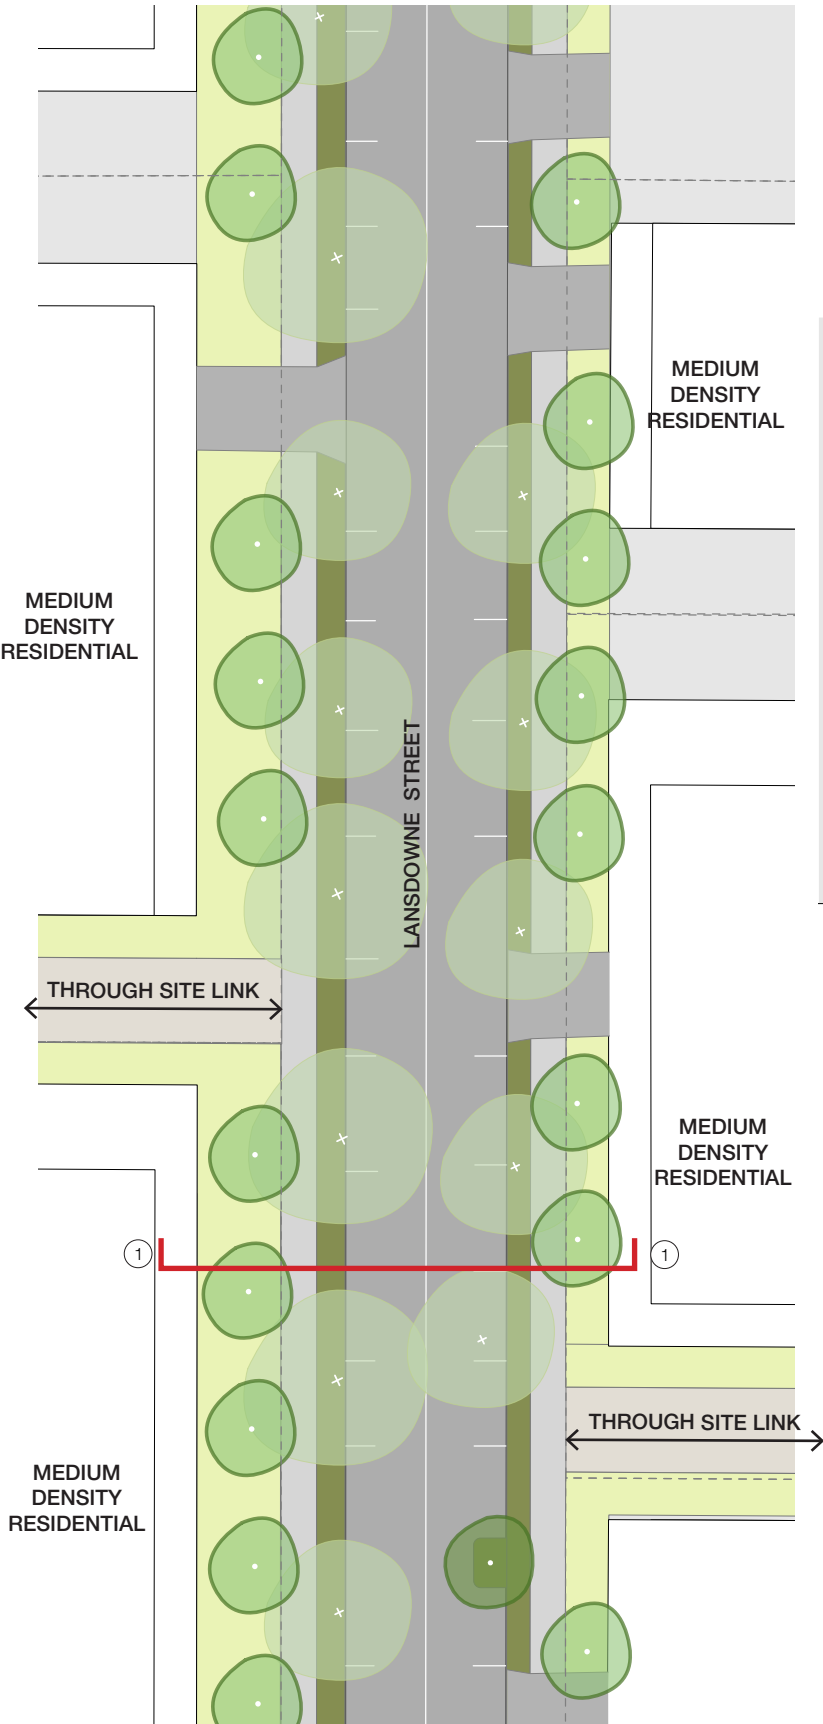 MEDIUM
DENSITY
RESIDENTIAL
MEDIUM
DENSITY
RESIDENTIAL
LANSDOWNE STREET
THROUGH SITE LINK
MEDIUM
DENSITY
RESIDENTIAL
1
1
THROUGH SITE LINK
MEDIUM
DENSITY
RESIDENTIAL